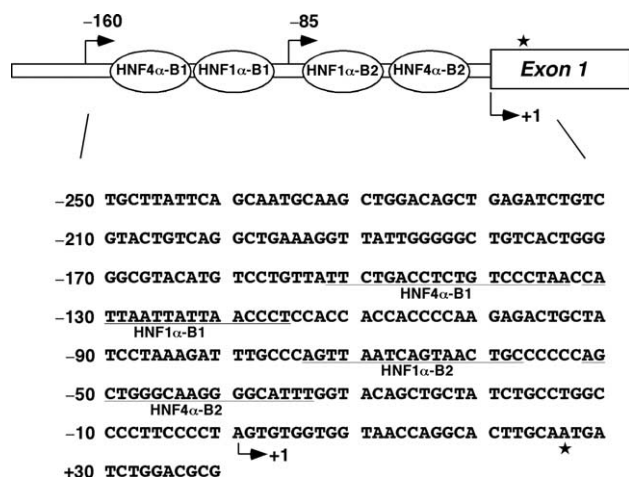 −160 −85
HNF4α-B1 HNF1α-B1 HNF1α-B2 HNF4α-B2 Exon 1
+1
−250 TGCTTATTCA GCAATGCAAG CTGGACAGCT GAGATCTGTC
−210 GTACTGTCAG GCTGAAAGGT TATTGGGGGC TGTCACTGGG
−170 GGCGTACATG TCCTGTTATT CTGACCTCTG TCCCTAACCA
HNF4α-B1
−130 TTAATTATTA ACCCTCCACC ACCACCCCAA GAGACTGCTA
HNF1α-B1
−90 TCCTAAAGAT TTGCCCAGTT AATCAGTAAC TGCCCCCCAG
HNF1α-B2
−50 CTGGGCAAGG GGCATTTGGT ACAGCTGCTA TCTGCCTGGC
HNF4α-B2
−10 CCCTTCCCCT AGTGTGGTGG TAACCAGGCA CTTGCAATGA
+1
+30 TCTGGACGCG